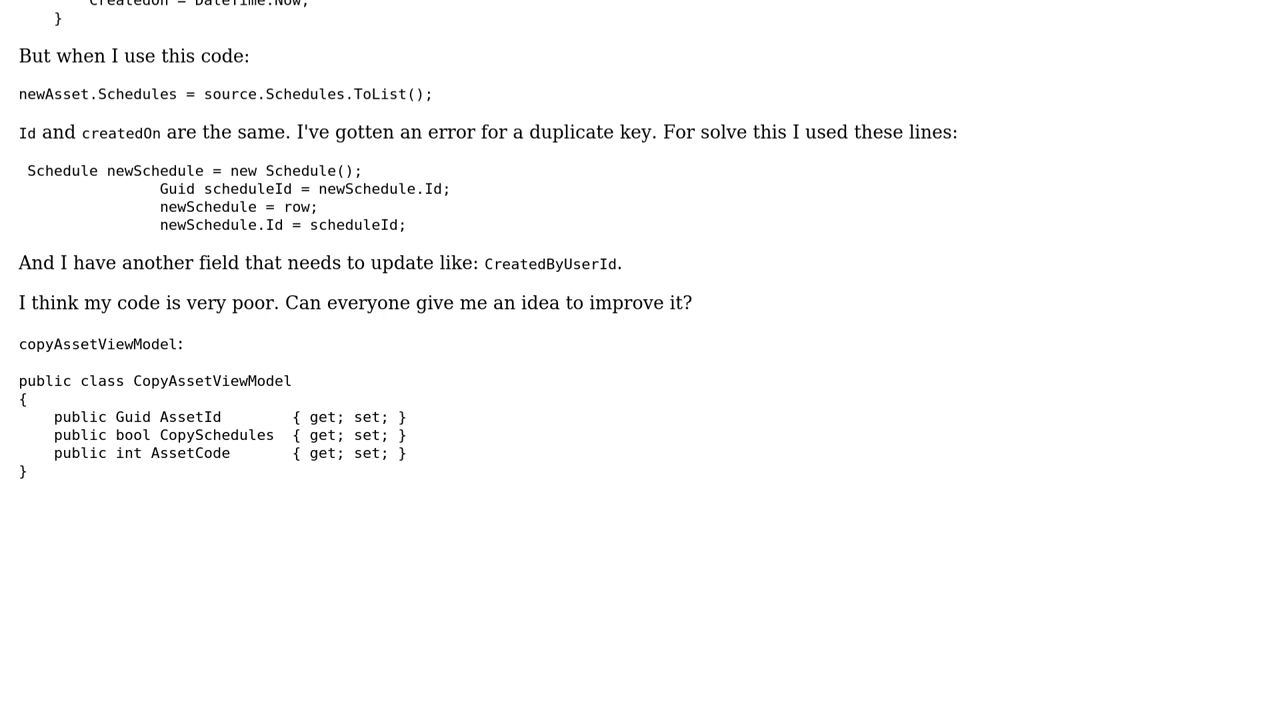 CreatedOn = DateTime.Now;
}
But when I use this code:
newAsset.Schedules = source.Schedules.ToList();
Id and createdOn are the same. I've gotten an error for a duplicate key. For solve this I used these lines:
Schedule newSchedule = new Schedule();
Guid scheduleId = newSchedule.Id;
newSchedule = row;
newSchedule.Id = scheduleId;
And I have another field that needs to update like: CreatedByUserId.
I think my code is very poor. Can everyone give me an idea to improve it?
copyAssetViewModel:
public class CopyAssetViewModel
{
public Guid AssetId { get; set; }
public bool CopySchedules { get; set; }
public int AssetCode { get; set; }
}